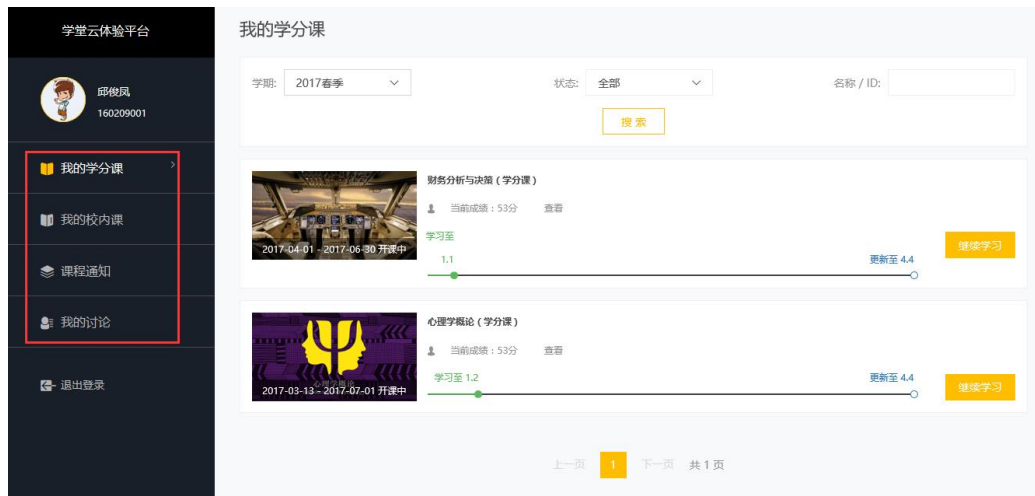 学堂云体验平台
邱俊凤
160209001
我的学分课
我的校内课
课程通知
我的讨论
退出登录
我的学分课
学期: 2017春季 状态: 全部 名称 / ID:
搜 索
财务分析与决策 ( 学分课 )
当前成绩 : 53分 查看
学习至
1.1 更新至 4.4
继续学习
2017-04-01 - 2017-06-30 开课中
心理学概论 ( 学分课 )
当前成绩 : 53分 查看
学习至 1.2 更新至 4.4
继续学习
心理学概论
2017-03-13 - 2017-07-01 开课中
上一页 1 下一页 共 1 页